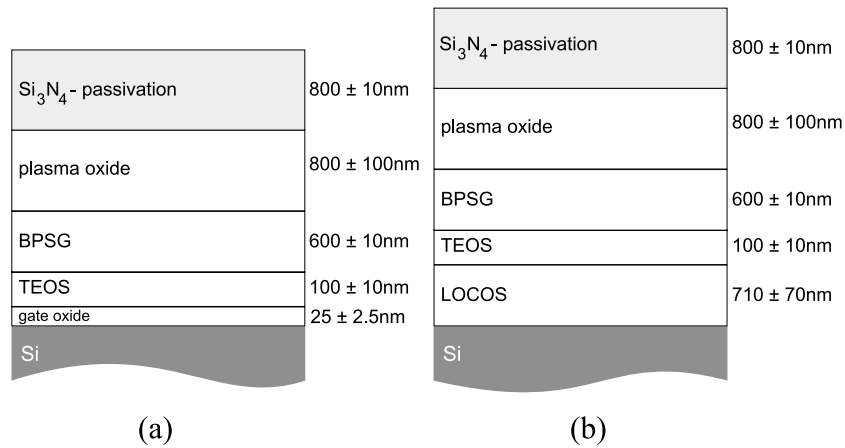 Si3N4- passivation 800 ± 10nm
plasma oxide 800 ± 100nm
BPSG 600 ± 10nm
TEOS 100 ± 10nm
gate oxide 25 ± 2.5nm
Si
(a)
Si3N4- passivation 800 ± 10nm
plasma oxide 800 ± 100nm
BPSG 600 ± 10nm
TEOS 100 ± 10nm
LOCOS 710 ± 70nm
Si
(b)